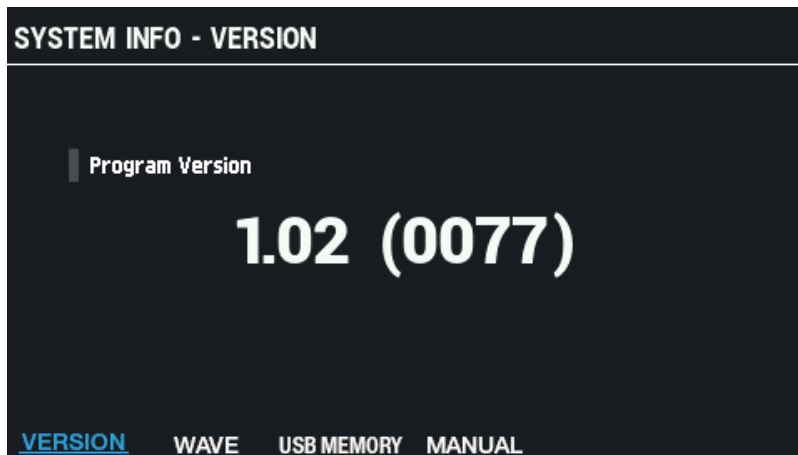 SYSTEM INFO - VERSION
Program Version
1.02 (0077)
VERSION WAVE USB MEMORY MANUAL